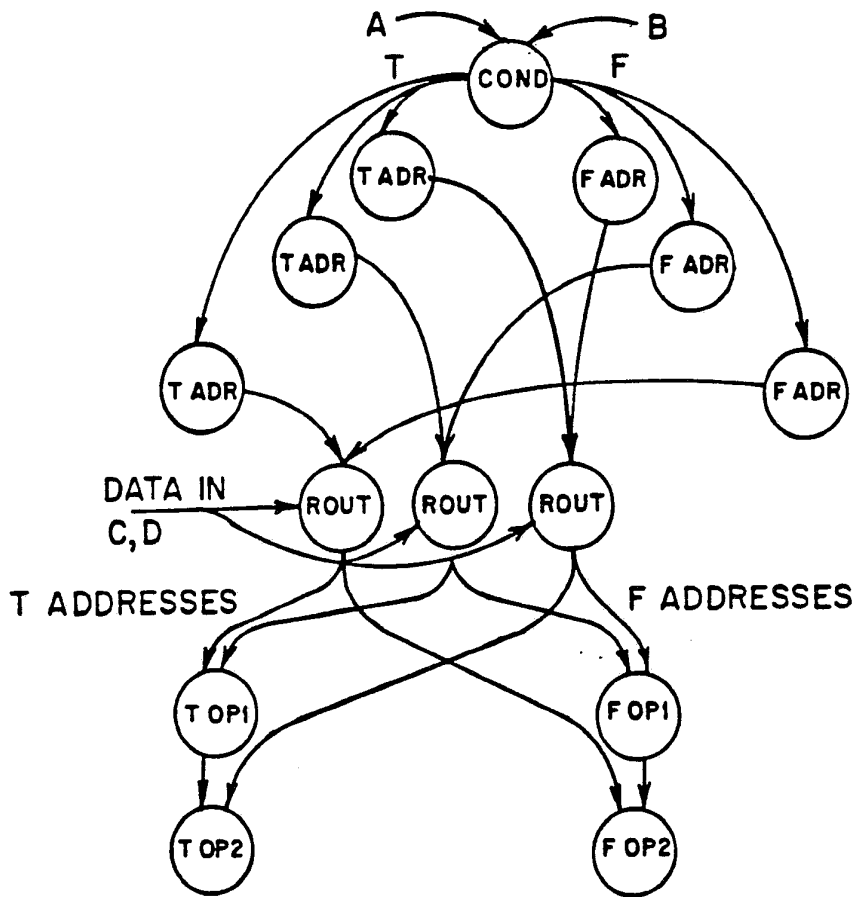 A
B
T
F
COND
T ADR
F ADR
T ADR
F ADR
T ADR
F ADR
DATA IN
C,D
ROUT
ROUT
ROUT
T ADDRESSES
F ADDRESSES
T OP1
F OP1
T OP2
F OP2